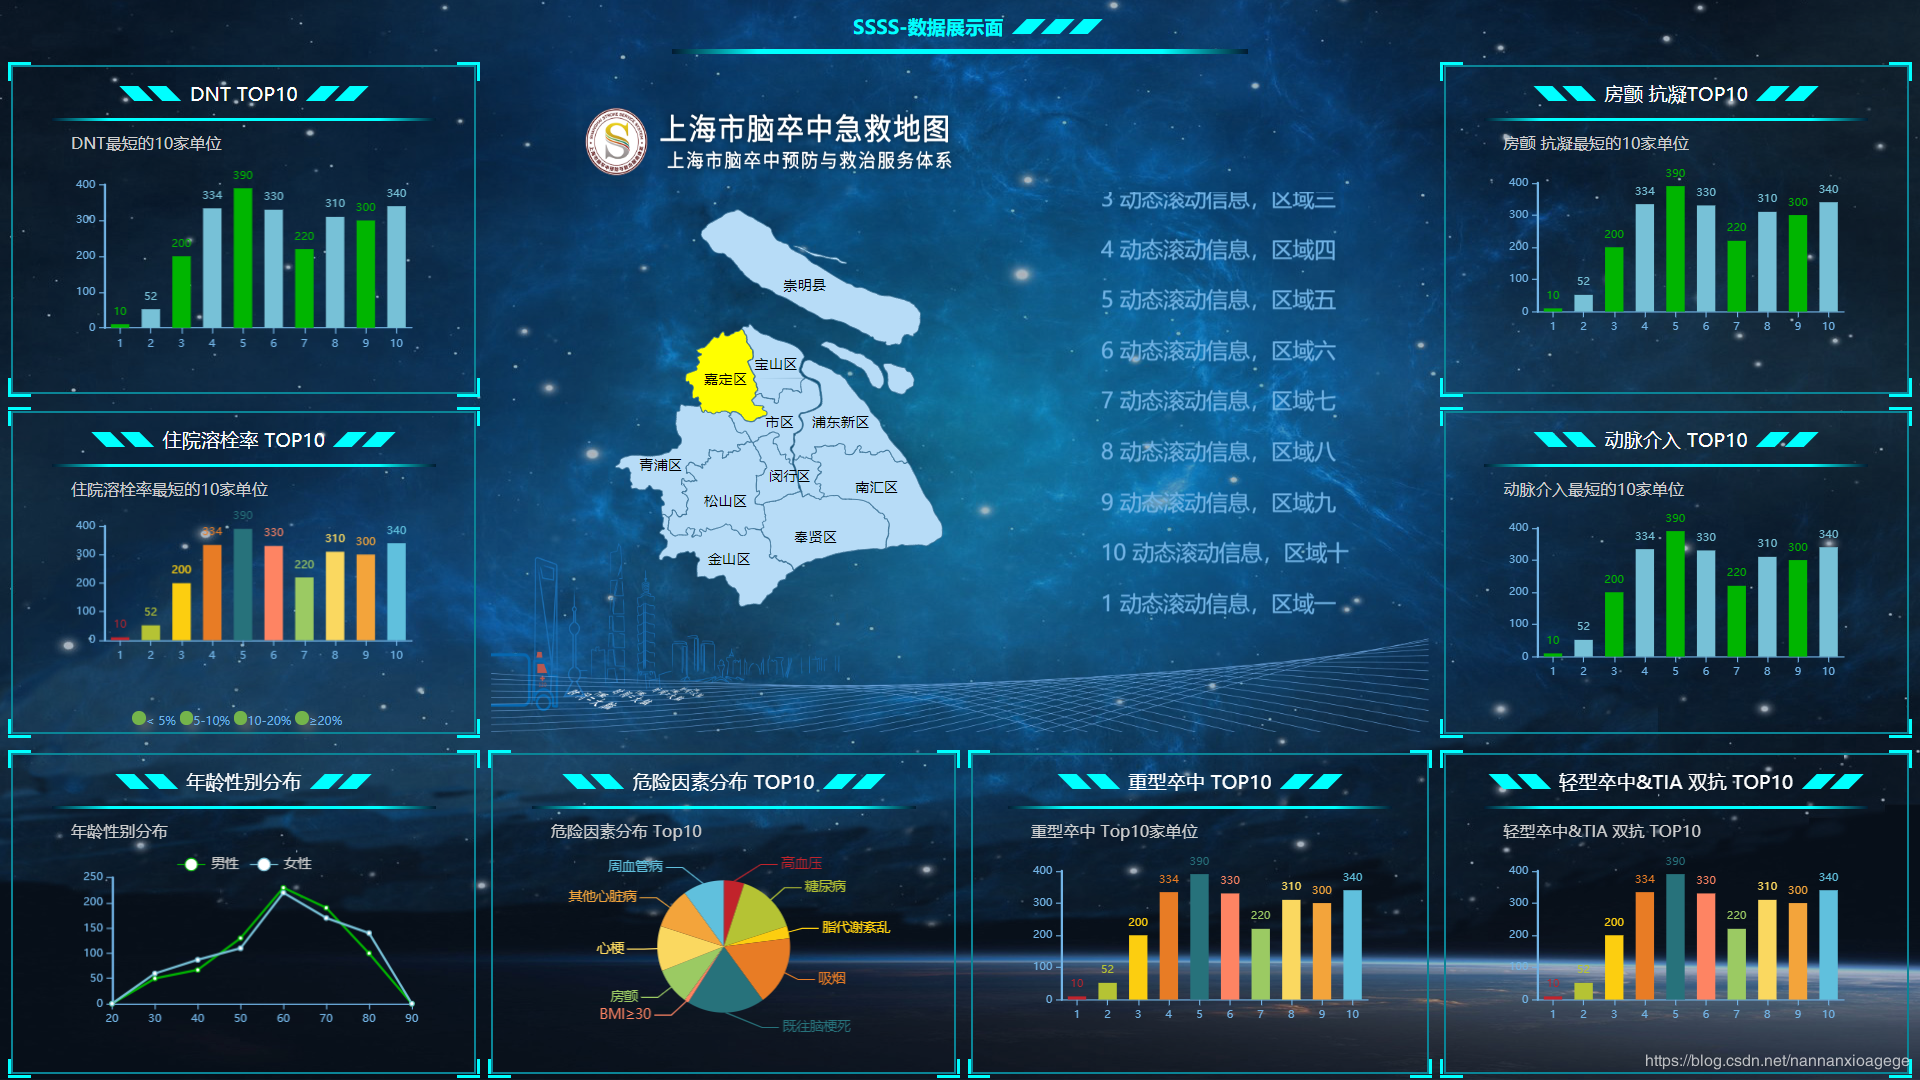 SSSS-数据展示面
DNT TOP10
DNT最短的10家单位
400
300
200
100
0
10
52
200
334
390
330
220
310
300
340
1 2 3 4 5 6 7 8 9 10
住院溶栓率 TOP10
住院溶栓率最短的10家单位
400
300
200
100
0
10
52
200
334
390
330
220
310
300
340
1 2 3 4 5 6 7 8 9 10
< 5% 5-10% 10-20% ≥20%
上海市脑卒中急救地图
上海市脑卒中预防与救治服务体系
崇明县
宝山区
嘉定区
市区
浦东新区
青浦区
闵行区
松山区
南汇区
奉贤区
金山区
3 动态滚动信息，区域三
4 动态滚动信息，区域四
5 动态滚动信息，区域五
6 动态滚动信息，区域六
7 动态滚动信息，区域七
8 动态滚动信息，区域八
9 动态滚动信息，区域九
10 动态滚动信息，区域十
1 动态滚动信息，区域一
房颤 抗凝TOP10
房颤 抗凝最短的10家单位
400
300
200
100
0
10
52
200
334
390
330
220
310
300
340
1 2 3 4 5 6 7 8 9 10
动脉介入 TOP10
动脉介入最短的10家单位
400
300
200
100
0
10
52
200
334
390
330
220
310
300
340
1 2 3 4 5 6 7 8 9 10
年龄性别分布
年龄性别分布
男性 女性
250
200
150
100
50
0
20 30 40 50 60 70 80 90
危险因素分布 TOP10
危险因素分布 Top10
高血压
糖尿病
脂代谢紊乱
吸烟
既往脑梗死
BMI≥30
房颤
心梗
其他心脏病
周血管病
重型卒中 TOP10
重型卒中 Top10家单位
400
300
200
100
0
10
52
200
334
390
330
220
310
300
340
1 2 3 4 5 6 7 8 9 10
轻型卒中&TIA 双抗 TOP10
轻型卒中&TIA 双抗 TOP10
400
300
200
100
0
10
52
200
334
390
330
220
310
300
340
1 2 3 4 5 6 7 8 9 10
https://blog.csdn.net/nannanxioagege